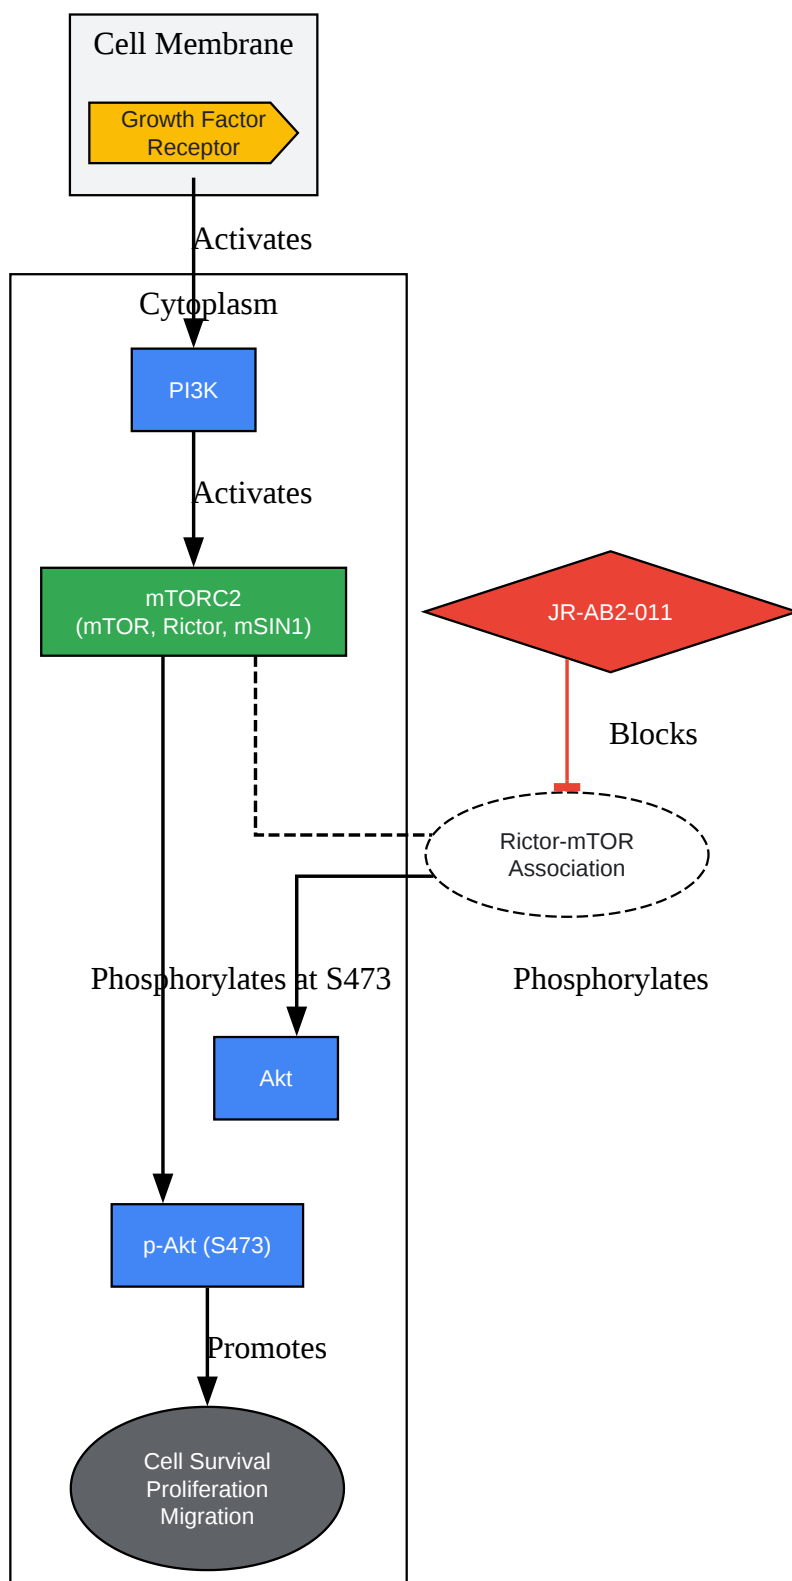 Cell Membrane
Growth Factor
Receptor
Activates
Cytoplasm
PI3K
Activates
mTORC2
(mTOR, Rictor, mSIN1)
JR-AB2-011
Blocks
Rictor-mTOR
Association
Phosphorylates at S473
Phosphorylates
Akt
p-Akt (S473)
Promotes
Cell Survival
Proliferation
Migration